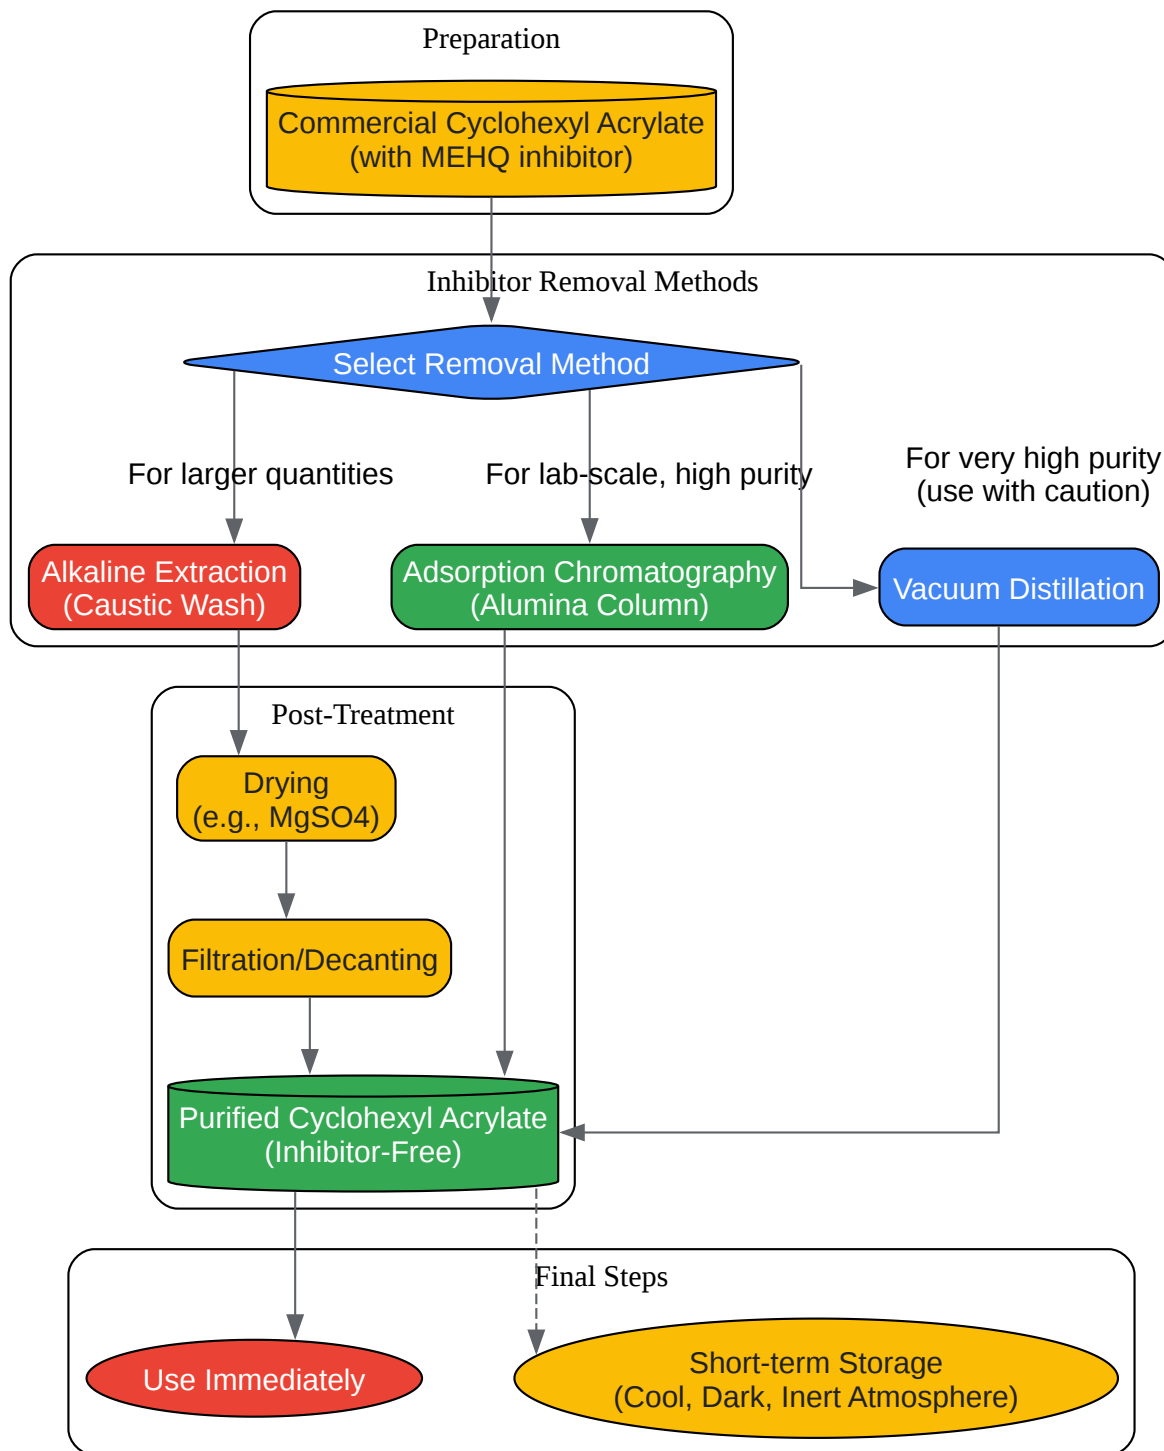 Preparation
Commercial Cyclohexyl Acrylate
(with MEHQ inhibitor)
Inhibitor Removal Methods
Select Removal Method
For larger quantities
For lab-scale, high purity
For very high purity
(use with caution)
Alkaline Extraction
(Caustic Wash)
Adsorption Chromatography
(Alumina Column)
Vacuum Distillation
Post-Treatment
Drying
(e.g., MgSO4)
Filtration/Decanting
Purified Cyclohexyl Acrylate
(Inhibitor-Free)
Final Steps
Use Immediately
Short-term Storage
(Cool, Dark, Inert Atmosphere)